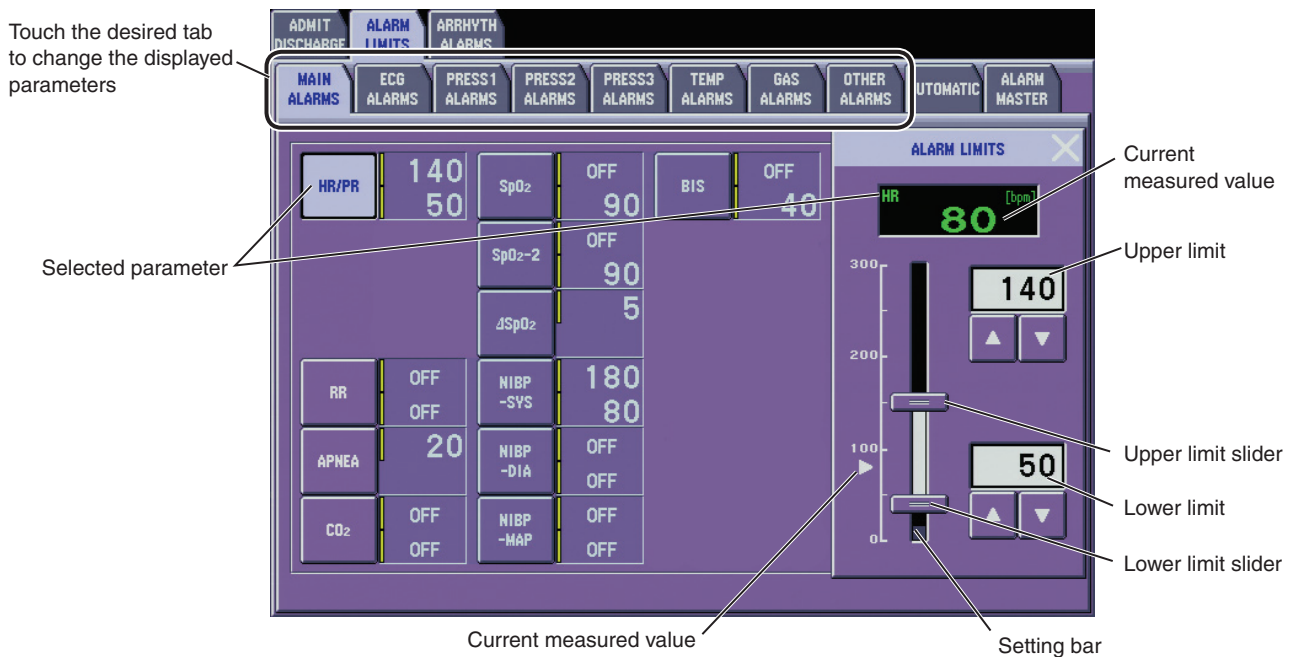 Touch the desired tab
to change the displayed
parameters
ADMIT
DISCHARGE
ALARM
LIMITS
ARRHYTH
ALARMS
MAIN
ALARMS
ECG
ALARMS
PRESS1
ALARMS
PRESS2
ALARMS
PRESS3
ALARMS
TEMP
ALARMS
GAS
ALARMS
OTHER
ALARMS
UTOMATIC
ALARM
MASTER
HR/PR
140
50
SpO₂
OFF
90
BIS
OFF
40
SpO₂-2
OFF
90
⊿SpO₂
5
RR
OFF
OFF
NIBP
-SYS
180
80
APNEA
20
NIBP
-DIA
OFF
OFF
CO₂
OFF
OFF
NIBP
-MAP
OFF
OFF
ALARM LIMITS
HR
[bpm]
80
300
200
100
0
140
50
Selected parameter
Current
measured value
Upper limit
Upper limit slider
Lower limit
Lower limit slider
Current measured value
Setting bar